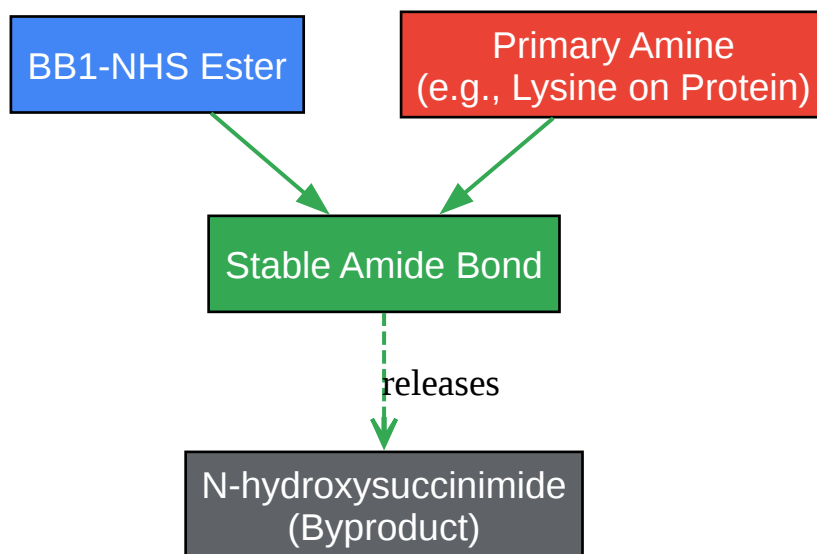 BB1-NHS Ester
Primary Amine
(e.g., Lysine on Protein)
Stable Amide Bond
releases
N-hydroxysuccinimide
(Byproduct)